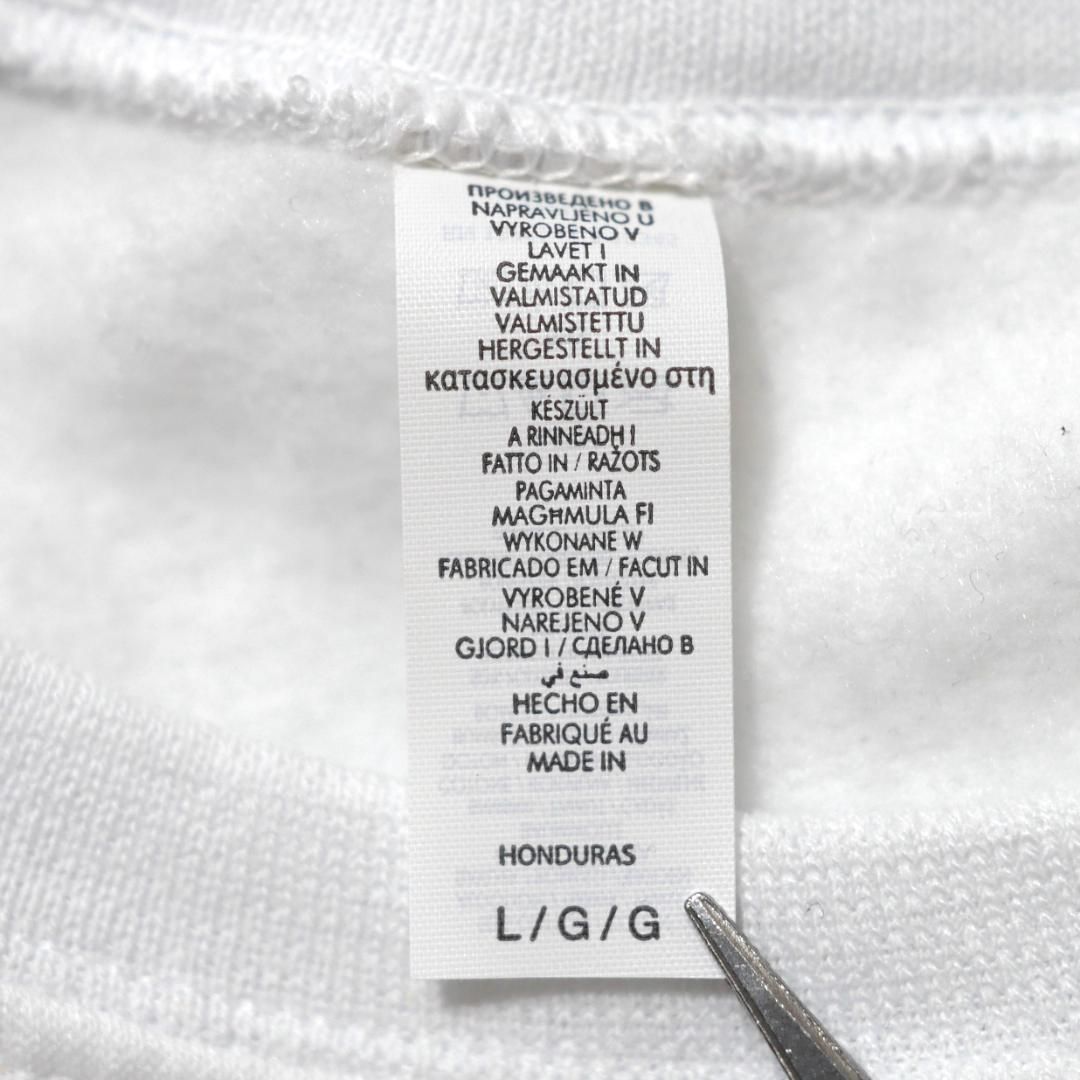 ПРОИЗВЕДЕНО В
NAPRAVLJENO U
VYROBENO V
LAVET I
GEMAAKT IN
VALMISTATUD
VALMISTETTU
HERGESTELLT IN
κατασκευασμένο στη
KÉSZÜLT
A RINNEADH I
FATTO IN / RAŽOTS
PAGAMINTA
MAGĦMULA FI
WYKONANE W
FABRICADO EM / FACUT IN
VYROBENÉ V
NAREJENO V
GJORD I / СДЕЛАНО В
صنع في
HECHO EN
FABRIQUÉ AU
MADE IN
HONDURAS
L/G/G